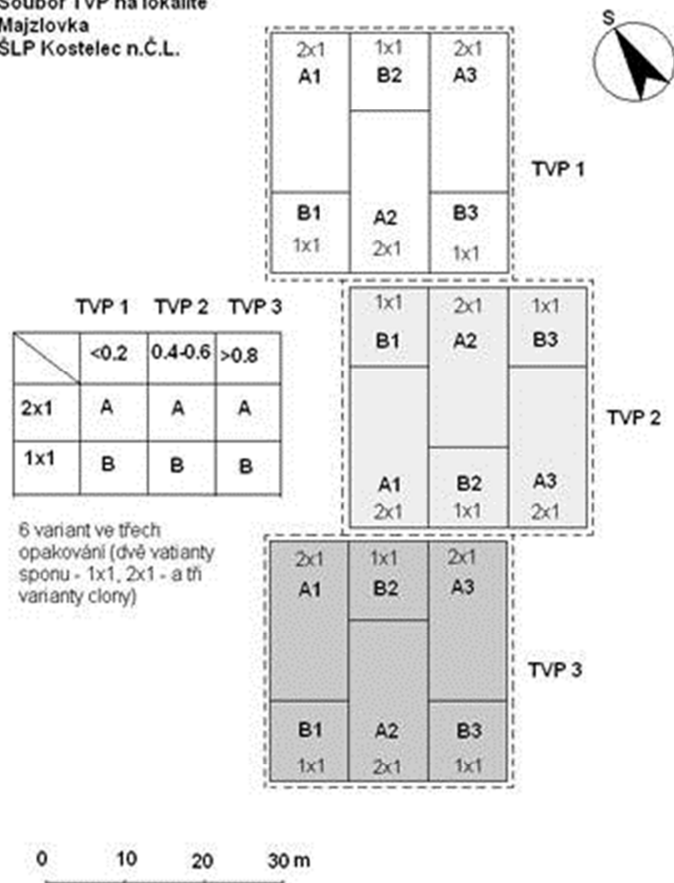 Soubor TVP na lokalitě
Majzlovka
ŠLP Kostelec n.Č.L.
S
2x1 1x1 2x1
A1 B2 A3
TVP 1
B1 A2 B3
1x1 2x1 1x1
TVP 1 TVP 2 TVP 3
<0.2 0.4-0.6 >0.8
2x1 A A A
1x1 B B B
6 variant ve třech
opakování (dvě vatianty
sponu - 1x1, 2x1 - a tři
varianty clony)
1x1 2x1 1x1
B1 A2 B3
TVP 2
A1 B2 A3
2x1 1x1 2x1
2x1 1x1 2x1
A1 B2 A3
TVP 3
B1 A2 B3
1x1 2x1 1x1
0 10 20 30 m